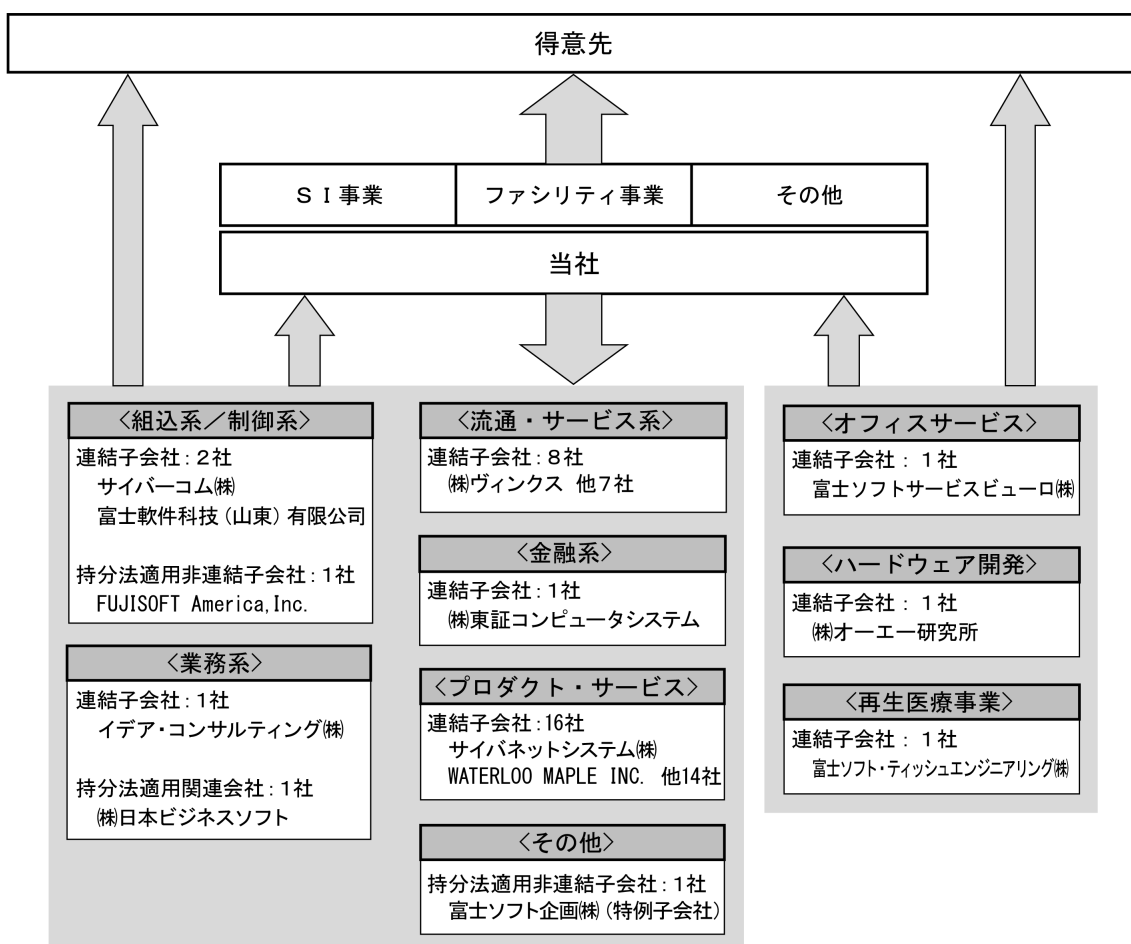 得意先
SI事業
ファシリティ事業
その他
当社
<組込系/制御系>
連結子会社:2社
サイバーコム㈱
富士軟件科技(山東)有限公司
持分法適用非連結子会社:1社
FUJISOFT America,Inc.
<業務系>
連結子会社:1社
イデア・コンサルティング㈱
持分法適用関連会社:1社
㈱日本ビジネスソフト
<流通・サービス系>
連結子会社:8社
㈱ヴィンクス 他7社
<金融系>
連結子会社:1社
㈱東証コンピュータシステム
<プロダクト・サービス>
連結子会社:16社
サイバネットシステム㈱
WATERLOO MAPLE INC. 他14社
<その他>
持分法適用非連結子会社:1社
富士ソフト企画㈱(特例子会社)
<オフィスサービス>
連結子会社:1社
富士ソフトサービスビューロ㈱
<ハードウェア開発>
連結子会社:1社
㈱オーエー研究所
<再生医療事業>
連結子会社:1社
富士ソフト・ティッシュエンジニアリング㈱